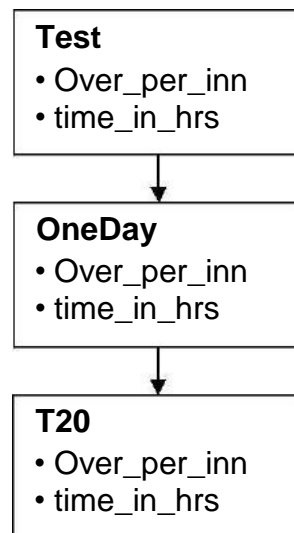 Test
• Over_per_inn
• time_in_hrs
OneDay
• Over_per_inn
• time_in_hrs
T20
• Over_per_inn
• time_in_hrs